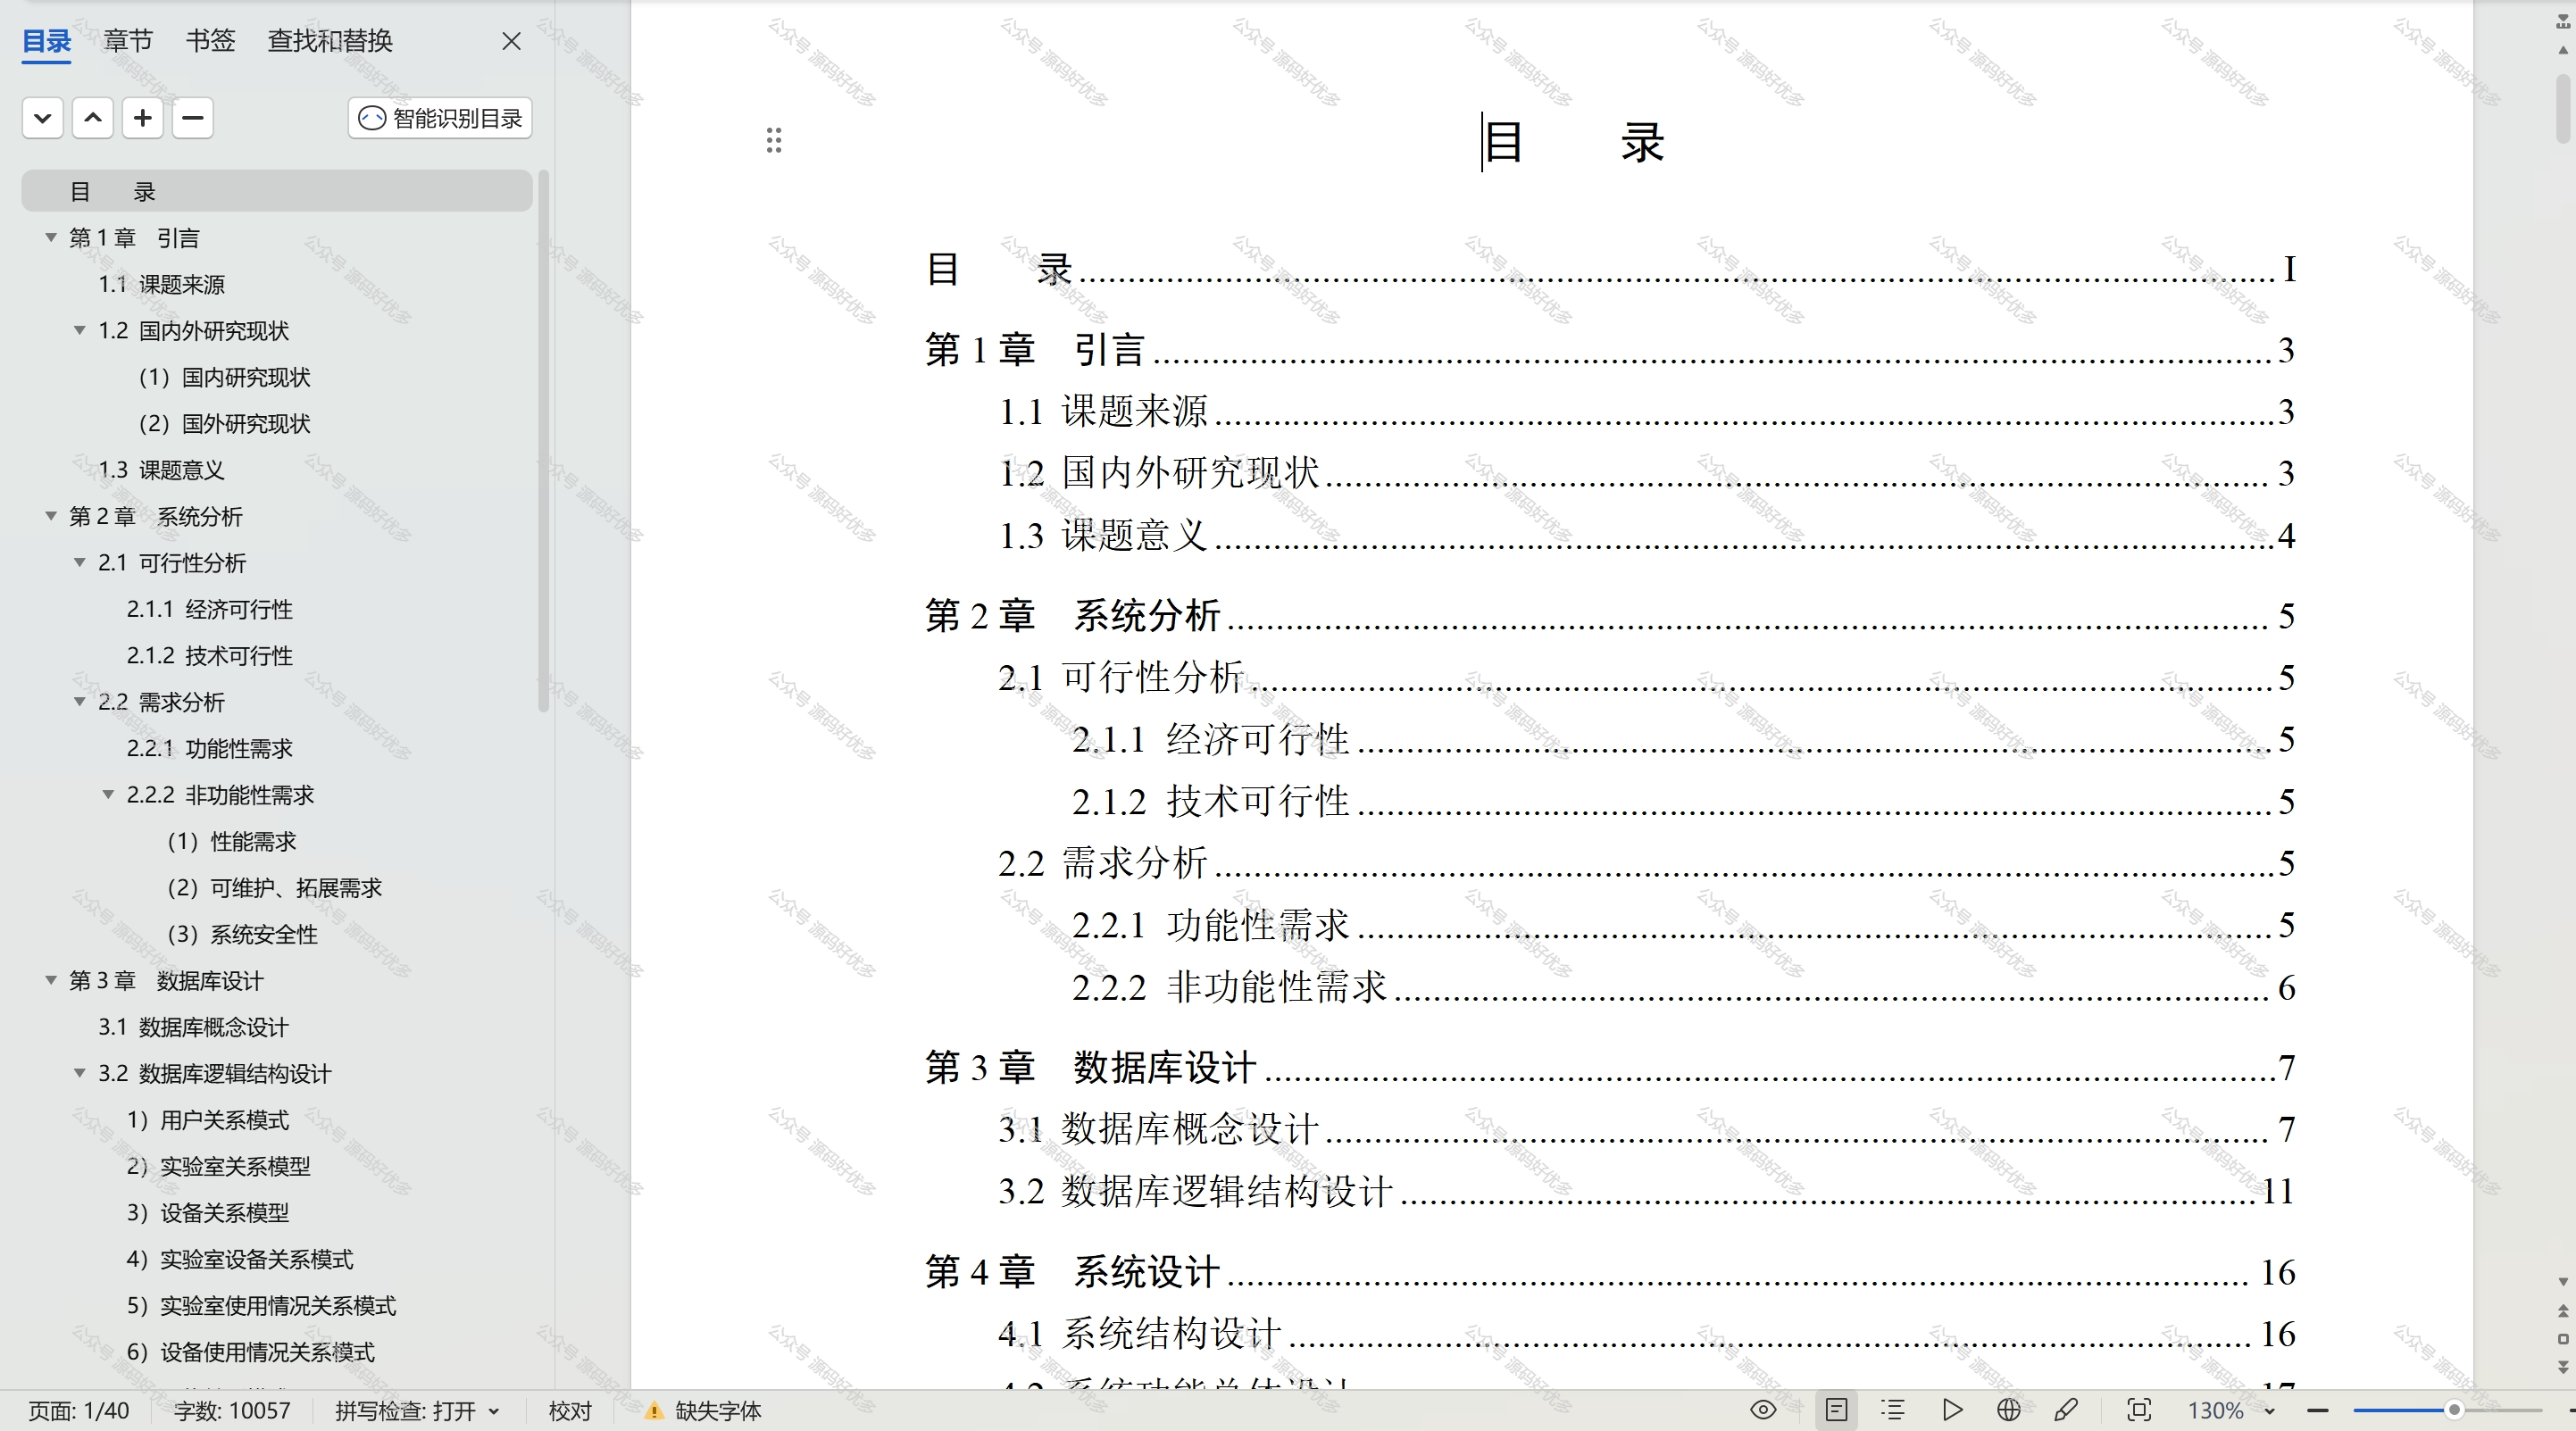 目录 章节 书签 查找和替换
智能识别目录
目 录
第 1 章 引言
1.1 课题来源
1.2 国内外研究现状
（1）国内研究现状
（2）国外研究现状
1.3 课题意义
第 2 章 系统分析
2.1 可行性分析
2.1.1 经济可行性
2.1.2 技术可行性
2.2 需求分析
2.2.1 功能性需求
2.2.2 非功能性需求
（1）性能需求
（2）可维护、拓展需求
（3）系统安全性
第 3 章 数据库设计
3.1 数据库概念设计
3.2 数据库逻辑结构设计
1）用户关系模式
2）实验室关系模型
3）设备关系模型
4）实验室设备关系模式
5）实验室使用情况关系模式
6）设备使用情况关系模式
目 录
目 录 I
第 1 章 引言 3
1.1 课题来源 3
1.2 国内外研究现状 3
1.3 课题意义 4
第 2 章 系统分析 5
2.1 可行性分析 5
2.1.1 经济可行性 5
2.1.2 技术可行性 5
2.2 需求分析 5
2.2.1 功能性需求 5
2.2.2 非功能性需求 6
第 3 章 数据库设计 7
3.1 数据库概念设计 7
3.2 数据库逻辑结构设计 11
第 4 章 系统设计 16
4.1 系统结构设计 16
4.2 系统功能总体设计 17
页面: 1/40 字数: 10057 拼写检查: 打开 校对 缺失字体 130%
公众号 源码好优多